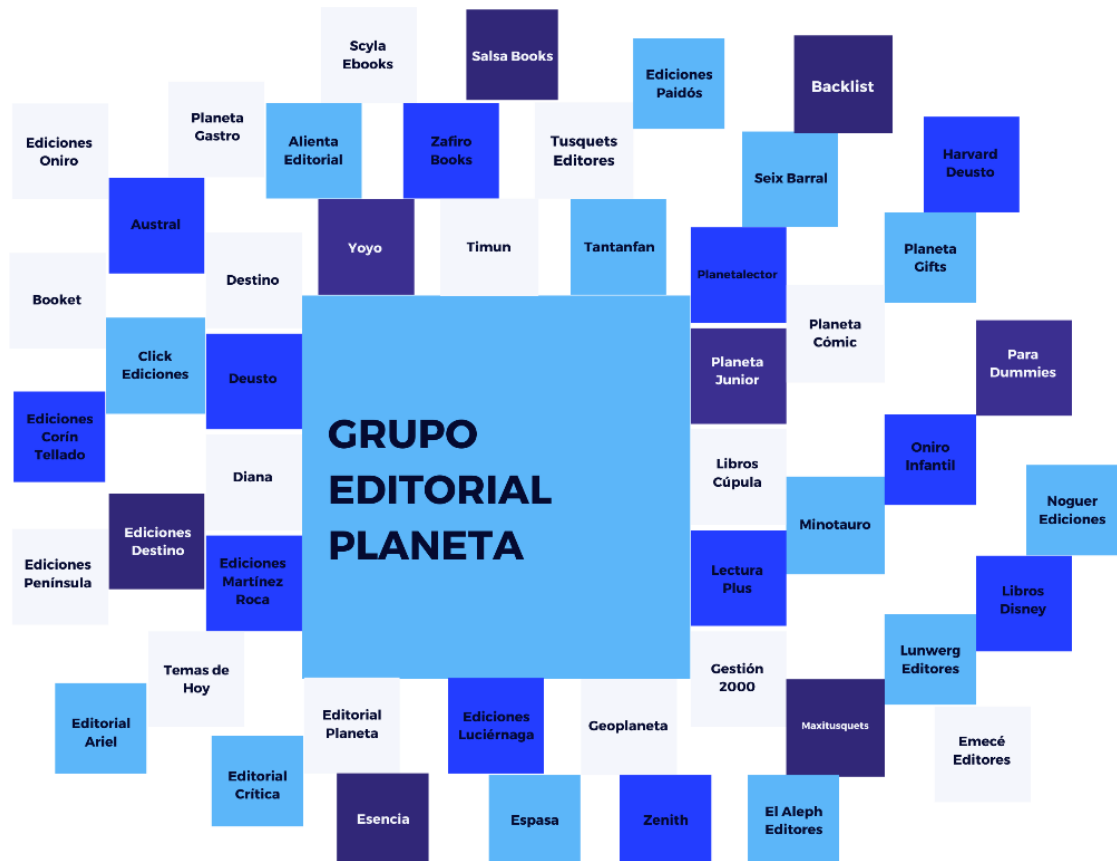 Scyla
Ebooks
Salsa Books
Ediciones
Paidós
Backlist
Planeta
Gastro
Ediciones
Oniro
Alienta
Editorial
Zafiro
Books
Tusquets
Editores
Seix Barral
Harvard
Deusto
Austral
Yoyo
Timun
Tantanfan
Planeta
Gifts
Booket
Destino
Planetalector
Planeta
Cómic
Click
Ediciones
Deusto
Planeta
Junior
Para
Dummies
Ediciones
Corín
Tellado
GRUPO
EDITORIAL
PLANETA
Diana
Libros
Cúpula
Oniro
Infantil
Noguer
Ediciones
Ediciones
Destino
Minotauro
Ediciones
Península
Ediciones
Martínez
Roca
Lectura
Plus
Libros
Disney
Temas de
Hoy
Gestión
2000
Lunwerg
Editores
Editorial
Ariel
Editorial
Planeta
Ediciones
Luciérnaga
Geoplaneta
Maxitusquets
Emecé
Editores
Editorial
Crítica
Esencia
Espasa
Zenith
El Aleph
Editores